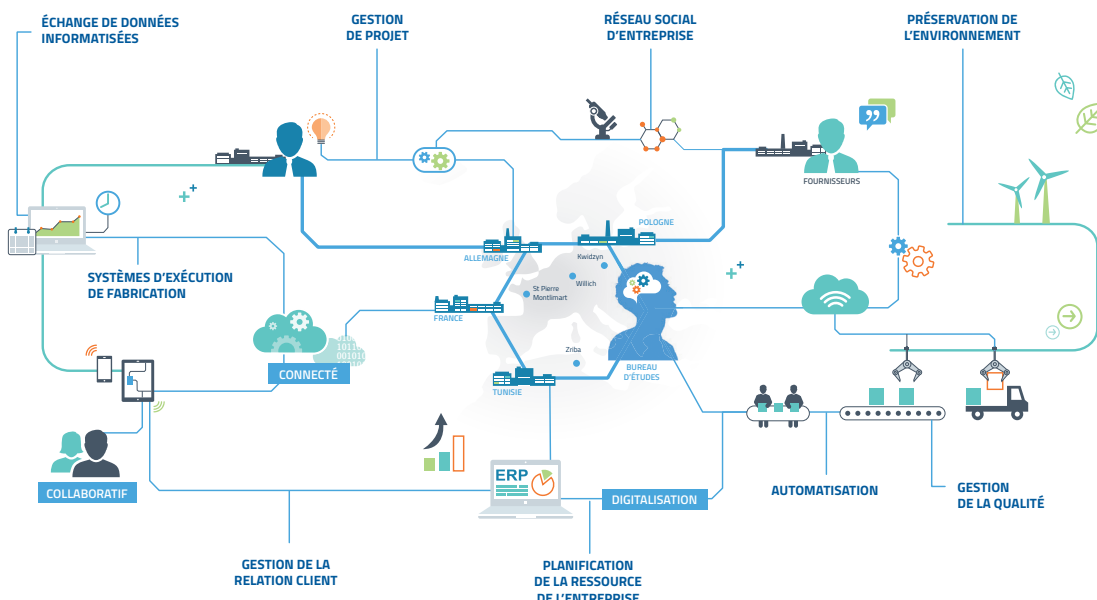 ÉCHANGE DE DONNÉES
INFORMATISÉES
GESTION
DE PROJET
RÉSEAU SOCIAL
D'ENTREPRISE
PRÉSERVATION DE
L'ENVIRONNEMENT
FOURNISSEURS
POLOGNE
ALLEMAGNE
Kwidzyn
Willich
St Pierre
Montlimart
SYSTÈMES D'EXÉCUTION
DE FABRICATION
FRANCE
CONNECTÉ
Zriba
BUREAU
D'ÉTUDES
TUNISIE
COLLABORATIF
ERP
DIGITALISATION
AUTOMATISATION
GESTION
DE LA QUALITÉ
GESTION DE LA
RELATION CLIENT
PLANIFICATION
DE LA RESSOURCE
DE L'ENTREPRISE